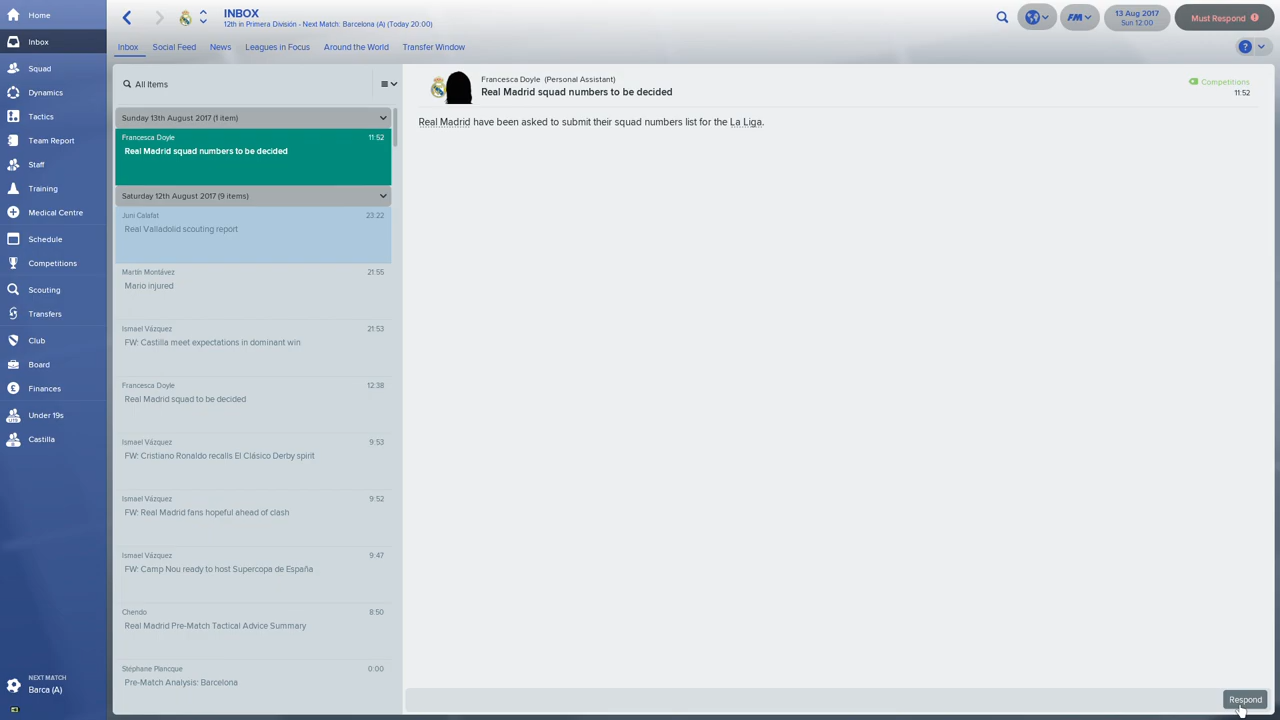 Home
Inbox
Squad
Dynamics
Tactics
Team Report
Staff
Training
Medical Centre
Schedule
Competitions
Scouting
Transfers
Club
Board
Finances
Under 19s
Castilla
NEXT MATCH
Barca (A)
INBOX
12th in Primera División - Next Match: Barcelona (A) (Today 20:00)
FM
13 Aug 2017
Sun 12:00
Must Respond
Inbox Social Feed News Leagues in Focus Around the World Transfer Window
?
All Items
Sunday 13th August 2017 (1 item)
Francesca Doyle 11:52
Real Madrid squad numbers to be decided
Saturday 12th August 2017 (9 items)
Juni Calafat 23:22
Real Valladolid scouting report
Martín Montávez 21:55
Mario injured
Ismael Vázquez 21:53
FW: Castilla meet expectations in dominant win
Francesca Doyle 12:38
Real Madrid squad to be decided
Ismael Vázquez 9:53
FW: Cristiano Ronaldo recalls El Clásico Derby spirit
Ismael Vázquez 9:52
FW: Real Madrid fans hopeful ahead of clash
Ismael Vázquez 9:47
FW: Camp Nou ready to host Supercopa de España
Chendo 8:50
Real Madrid Pre-Match Tactical Advice Summary
Stéphane Plancque 0:00
Pre-Match Analysis: Barcelona
Francesca Doyle (Personal Assistant)
Real Madrid squad numbers to be decided
Competitions
11:52
Real Madrid have been asked to submit their squad numbers list for the La Liga.
Respond